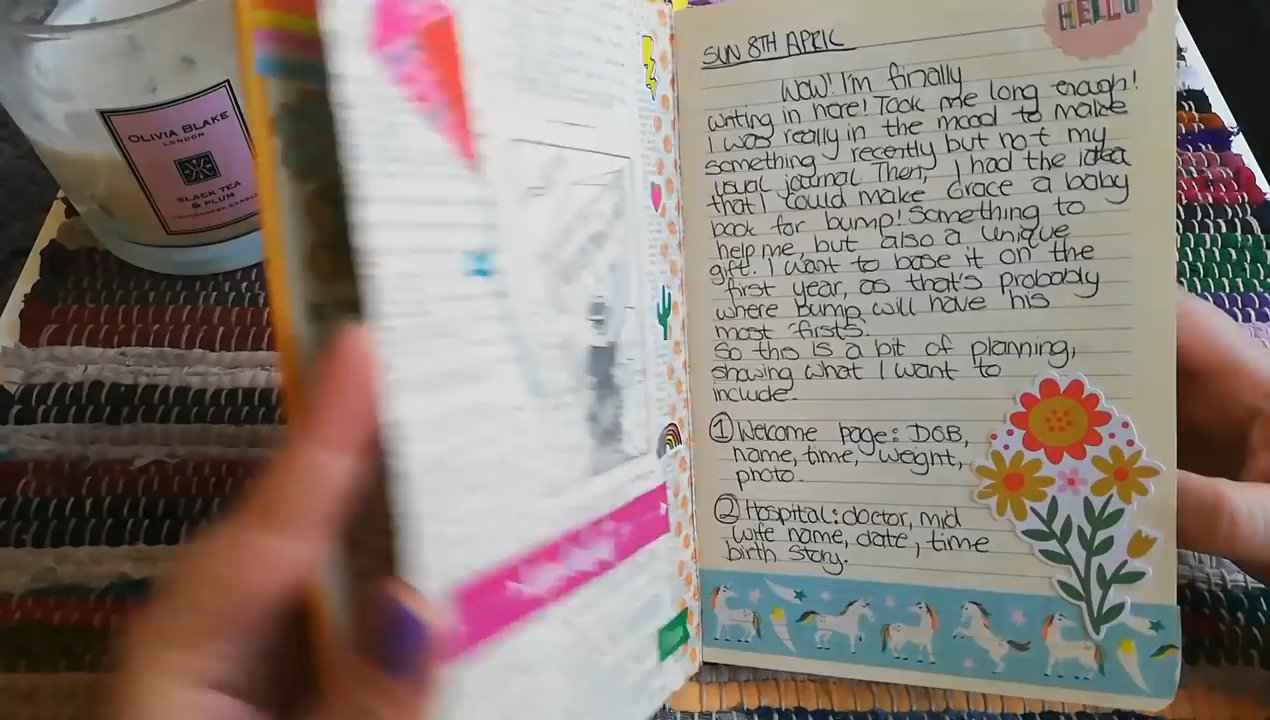 OLIVIA BLAKE
LONDON
BLACK TEA
& PLUM
HELLO
SUN 8TH APRIL
Wow! I'm finally
writing in here! Took me long enough!
I was really in the mood to make
something recently but not my
usual journal. Then, I had the idea
that I could make Grace a baby
book for bump! Something to
help me, but also a unique
gift. I want to base it on the
first year, as that's probably
where bump will have his
most 'firsts'.
So this is a bit of planning,
showing what I want to
include.
① Welcome page: DOB,
name, time, weight,
photo.
② Hospital: doctor, mid
wife name, date, time
birth story.